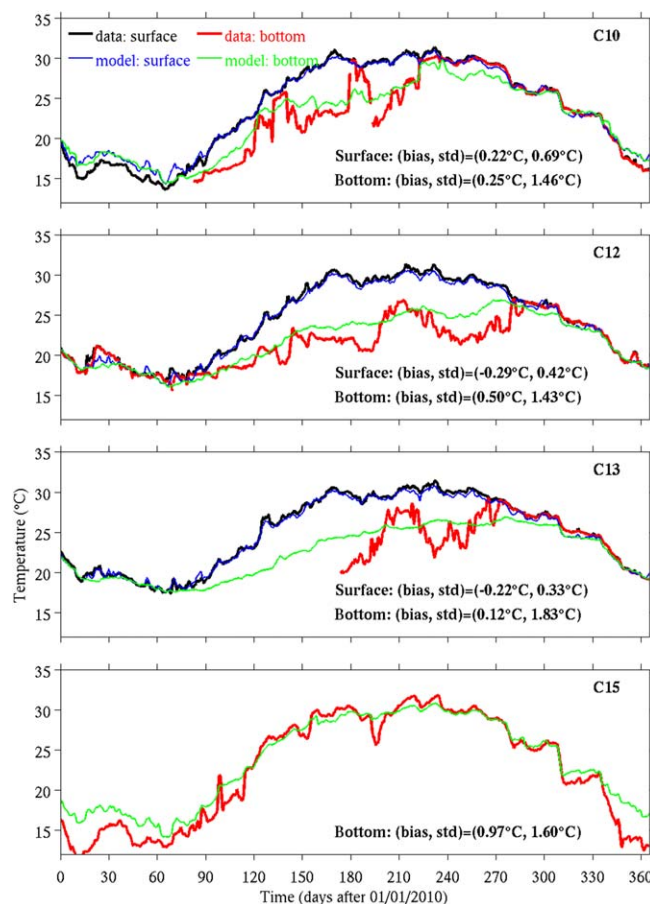 35
C10
data: surface data: bottom
30
model: surface model: bottom
25
20
Surface: (bias, std)=(0.22°C, 0.69°C)
15
Bottom: (bias, std)=(0.25°C, 1.46°C)
35
C12
30
25
20
Surface: (bias, std)=(-0.29°C, 0.42°C)
15
Bottom: (bias, std)=(0.50°C, 1.43°C)
35
C13
30
25
Temperature (°C)
20
Surface: (bias, std)=(-0.22°C, 0.33°C)
15
Bottom: (bias, std)=(0.12°C, 1.83°C)
35
C15
30
25
20
15
Bottom: (bias, std)=(0.97°C, 1.60°C)
0 30 60 90 120 150 180 210 240 270 300 330 360
Time (days after 01/01/2010)